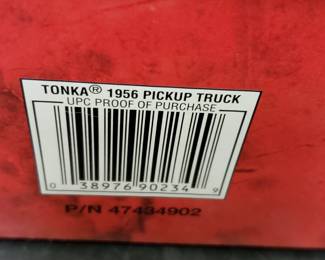 TONKA® 1956 PICKUP TRUCK
UPC PROOF OF PURCHASE
0 38976 90234 9
P/N 47434902